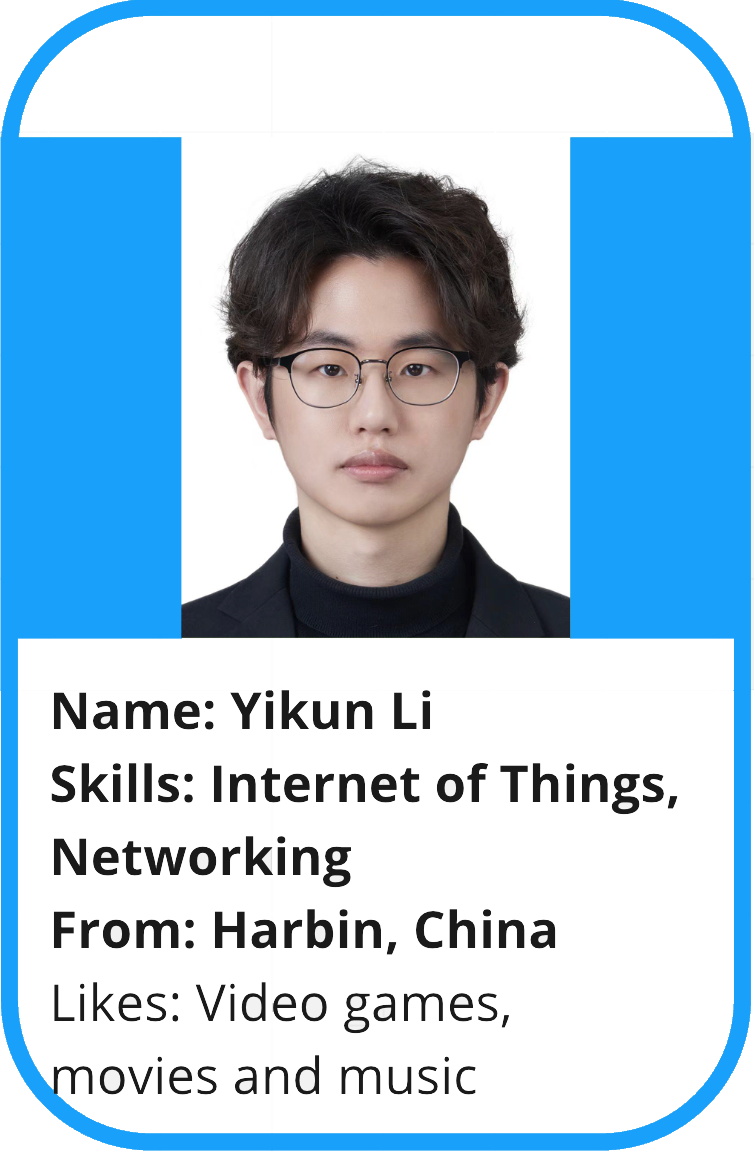 Name: Yikun Li
Skills: Internet of Things,
Networking
From: Harbin, China
Likes: Video games,
movies and music